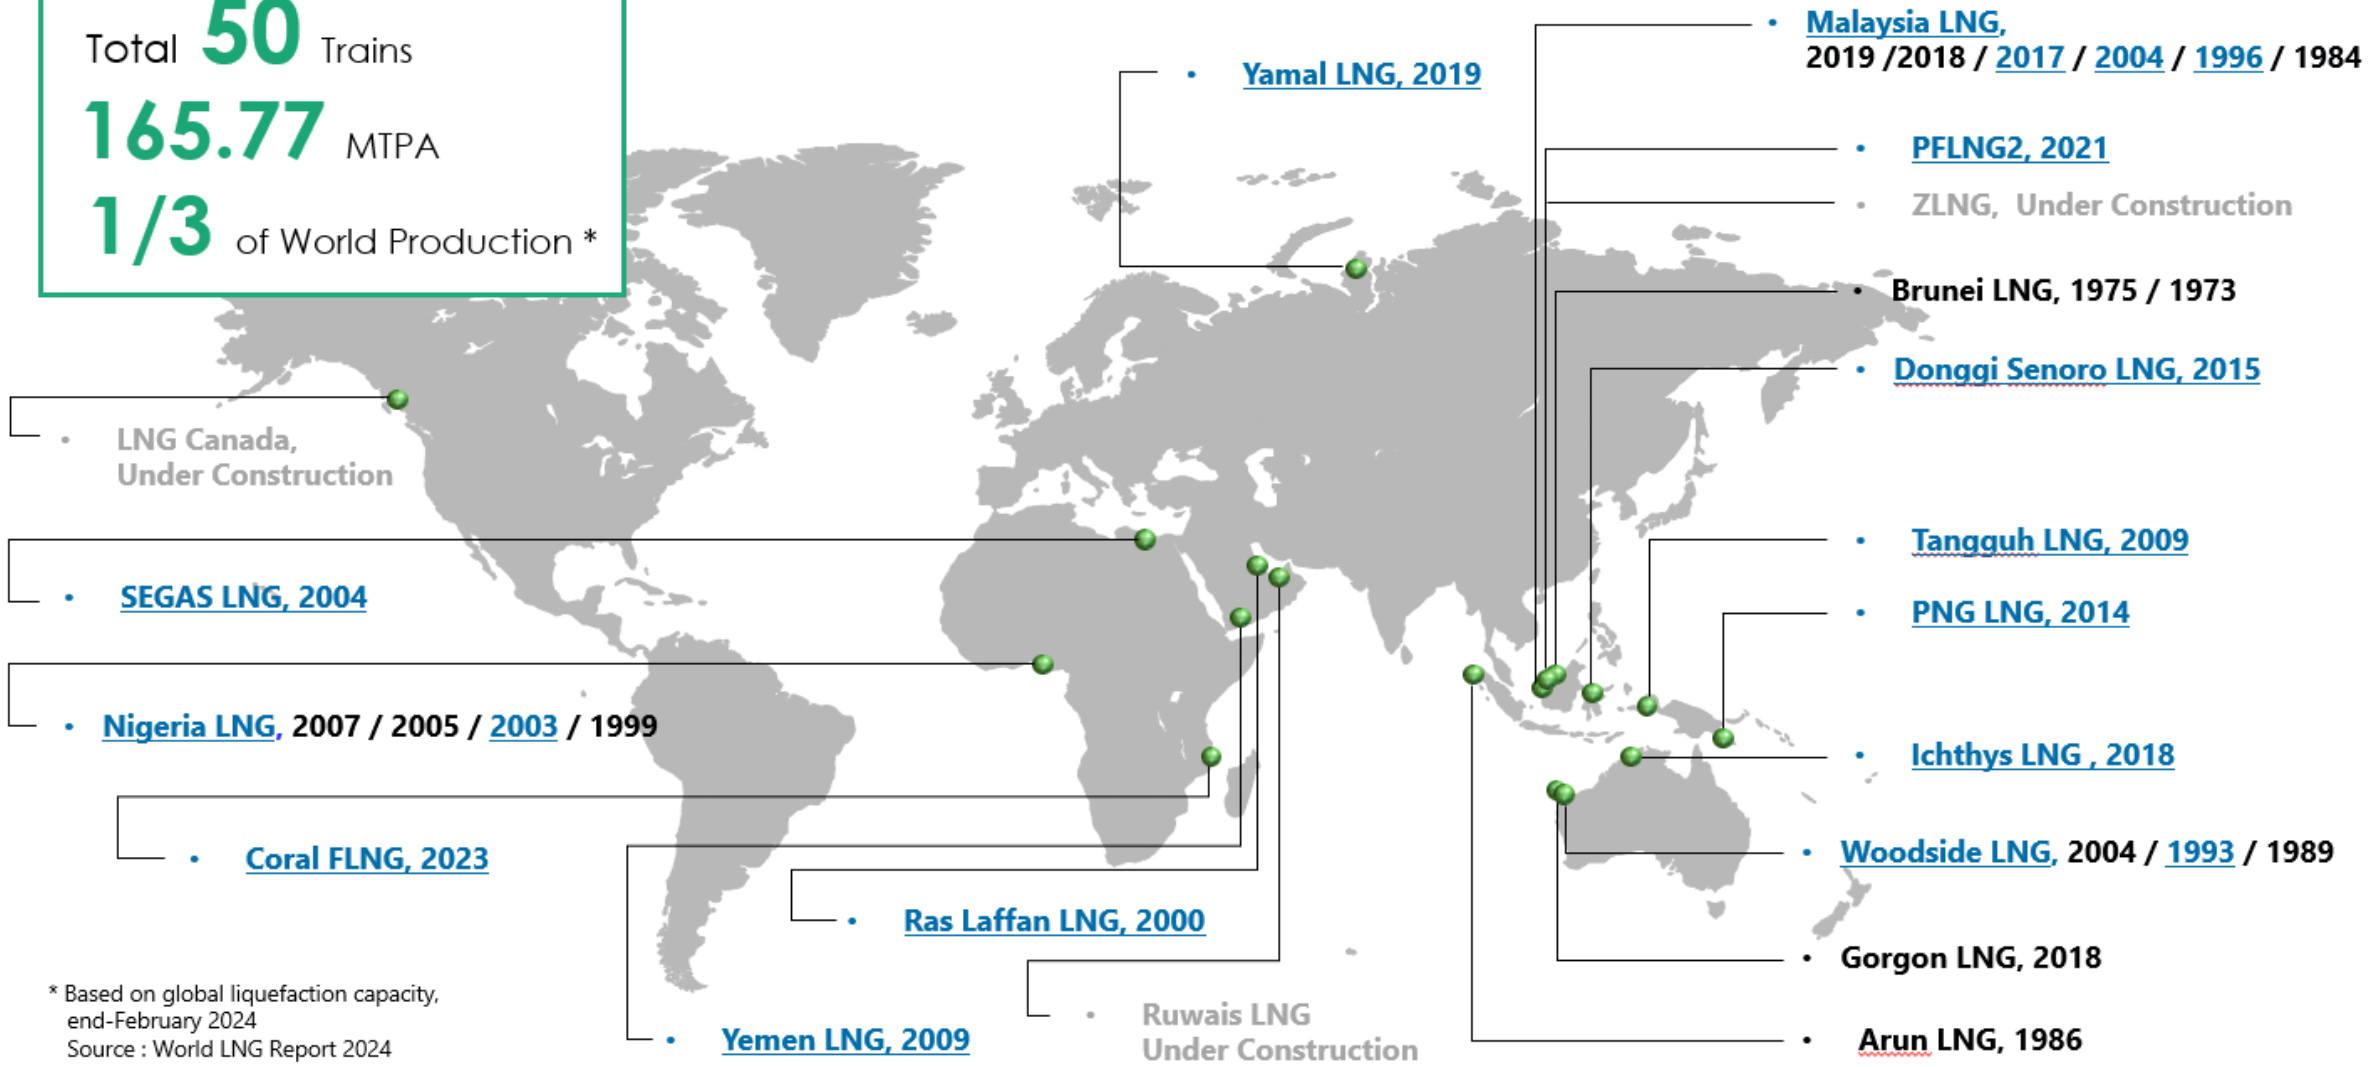 Total 50 Trains
165.77 MTPA
1/3 of World Production *
• Yamal LNG, 2019
• Malaysia LNG,
2019 /2018 / 2017 / 2004 / 1996 / 1984
• PFLNG2, 2021
• ZLNG, Under Construction
• Brunei LNG, 1975 / 1973
• Donggi Senoro LNG, 2015
• LNG Canada,
Under Construction
• Tangguh LNG, 2009
• SEGAS LNG, 2004
• PNG LNG, 2014
• Nigeria LNG, 2007 / 2005 / 2003 / 1999
• Ichthys LNG , 2018
• Coral FLNG, 2023
• Woodside LNG, 2004 / 1993 / 1989
• Ras Laffan LNG, 2000
• Gorgon LNG, 2018
* Based on global liquefaction capacity,
end-February 2024
Source : World LNG Report 2024
• Yemen LNG, 2009
• Ruwais LNG
Under Construction
• Arun LNG, 1986